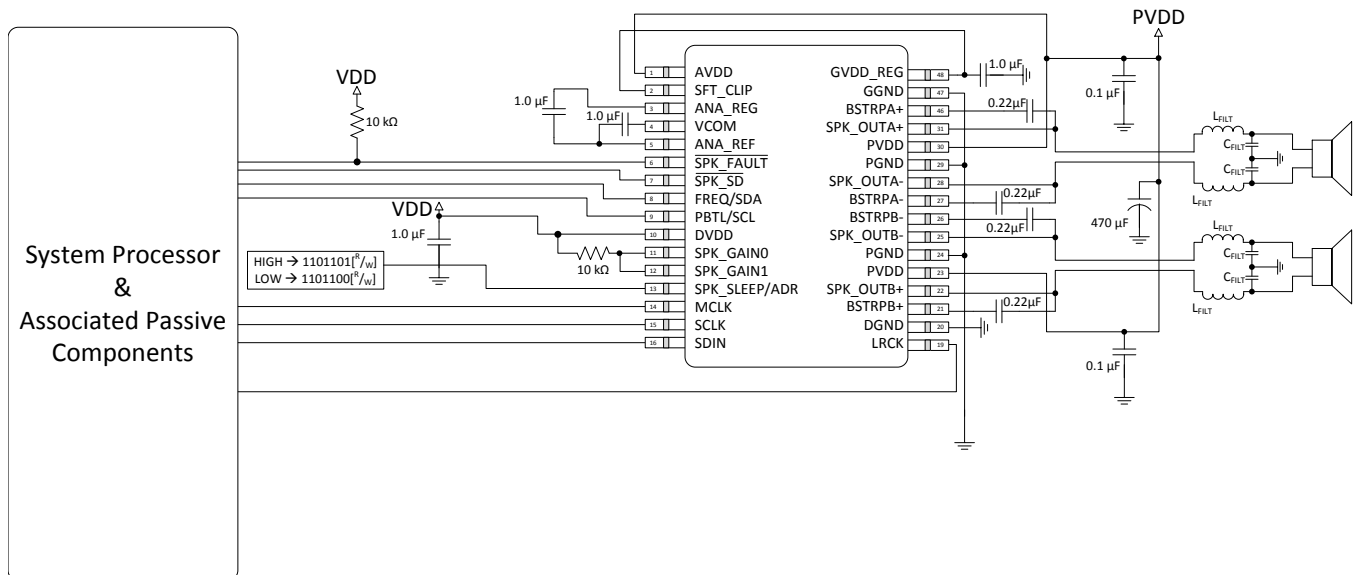 System Processor
&
Associated Passive
Components
VDD
10 kΩ
VDD
1.0 µF
HIGH → 1101101[R/W]
LOW → 1101100[R/W]
1.0 µF
1.0 µF
10 kΩ
1 AVDD
2 SFT_CLIP
3 ANA_REG
4 VCOM
5 ANA_REF
6 SPK_FAULT
7 SPK_SD
8 FREQ/SDA
9 PBTL/SCL
10 DVDD
11 SPK_GAIN0
12 SPK_GAIN1
13 SPK_SLEEP/ADR
14 MCLK
15 SCLK
16 SDIN
GVDD_REG 48
GGND 47
BSTRPA+ 46
SPK_OUTA+ 31
PVDD 30
PGND 29
SPK_OUTA- 28
BSTRPA- 27
BSTRPB- 26
SPK_OUTB- 25
PGND 24
PVDD 23
SPK_OUTB+ 22
BSTRPB+ 21
DGND 20
LRCK 19
1.0 µF
0.22µF
0.22µF
0.22µF
0.22µF
PVDD
0.1 µF
470 µF
0.1 µF
LFILT
CFILT
CFILT
LFILT
LFILT
CFILT
CFILT
LFILT